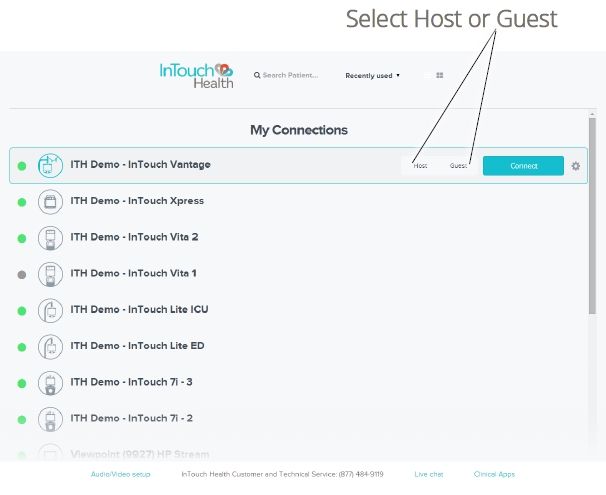 Select Host or Guest
InTouch Health
Search Patient...
Recently used
My Connections
ITH Demo - InTouch Vantage
Host
Guest
Connect
ITH Demo - InTouch Xpress
ITH Demo - InTouch Vita 2
ITH Demo - InTouch Vita 1
ITH Demo - InTouch Lite ICU
ITH Demo - InTouch Lite ED
ITH Demo - InTouch 7i - 3
ITH Demo - InTouch 7i - 2
Viewpoint (9927) HP Stream
Audio/Video setup
InTouch Health Customer and Technical Service: (877) 484-9119
Live chat
Clinical Apps